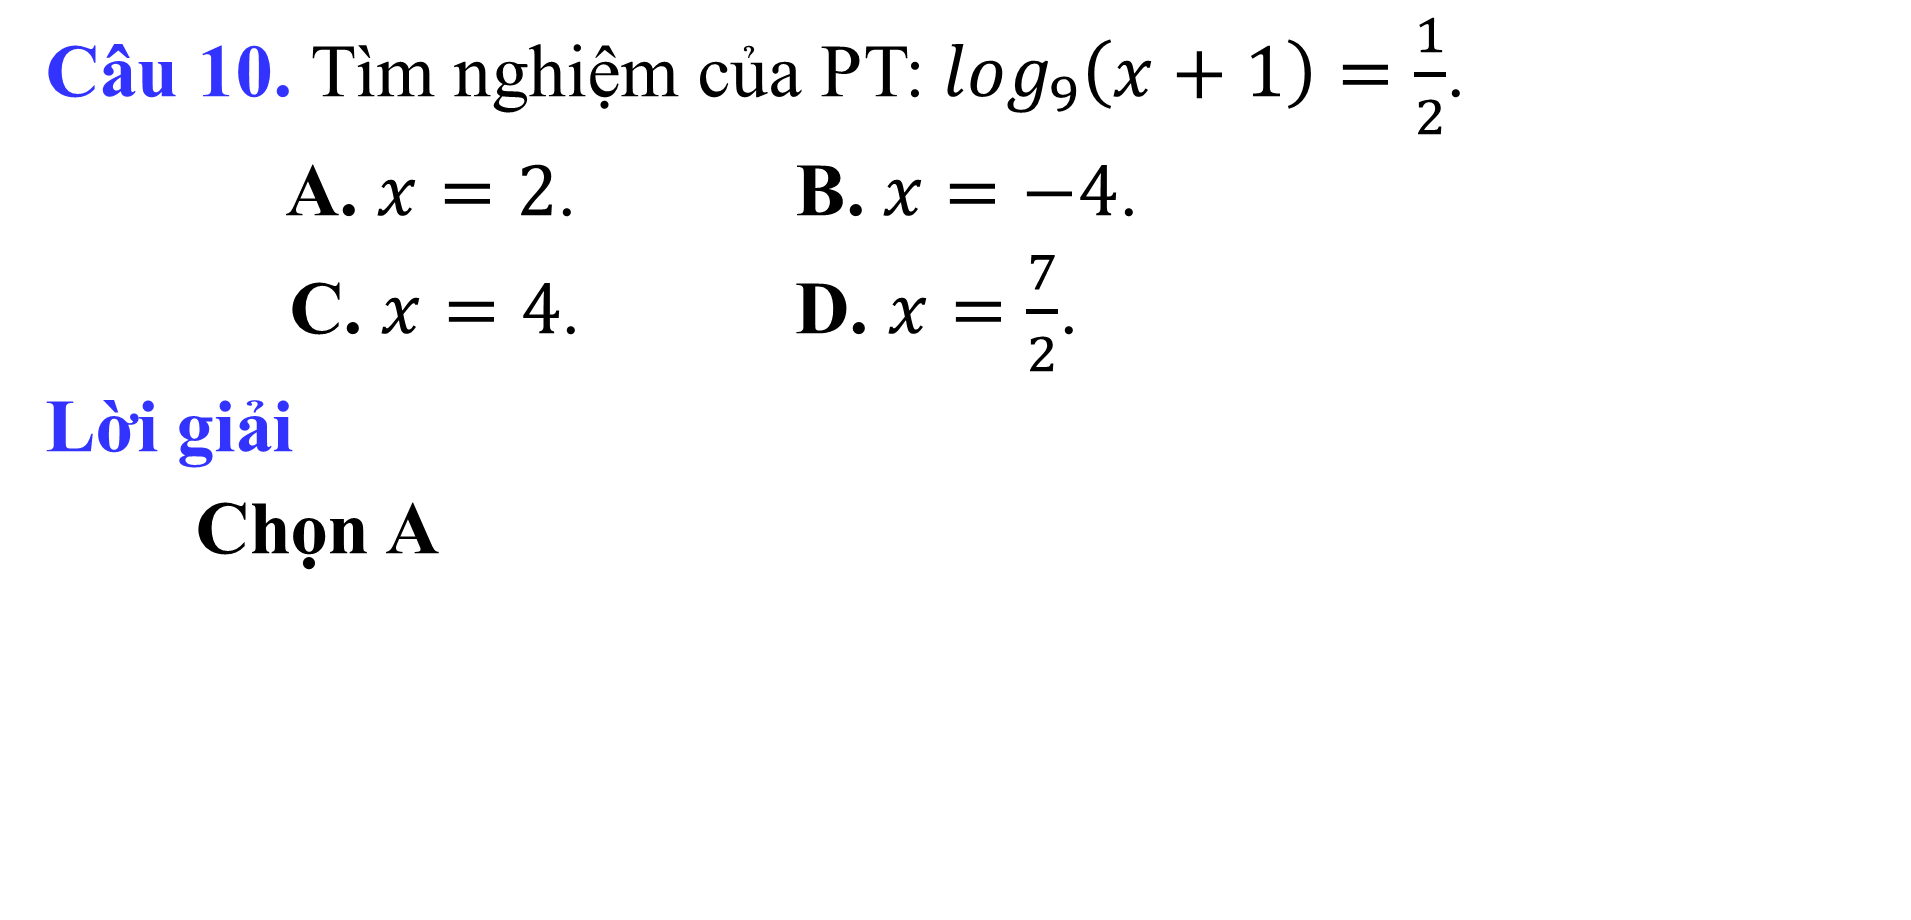 Câu 10. Tìm nghiệm của PT: log₉(x + 1) = 1/2.
A. x = 2. B. x = −4.
C. x = 4. D. x = 7/2.
Lời giải
Chọn A